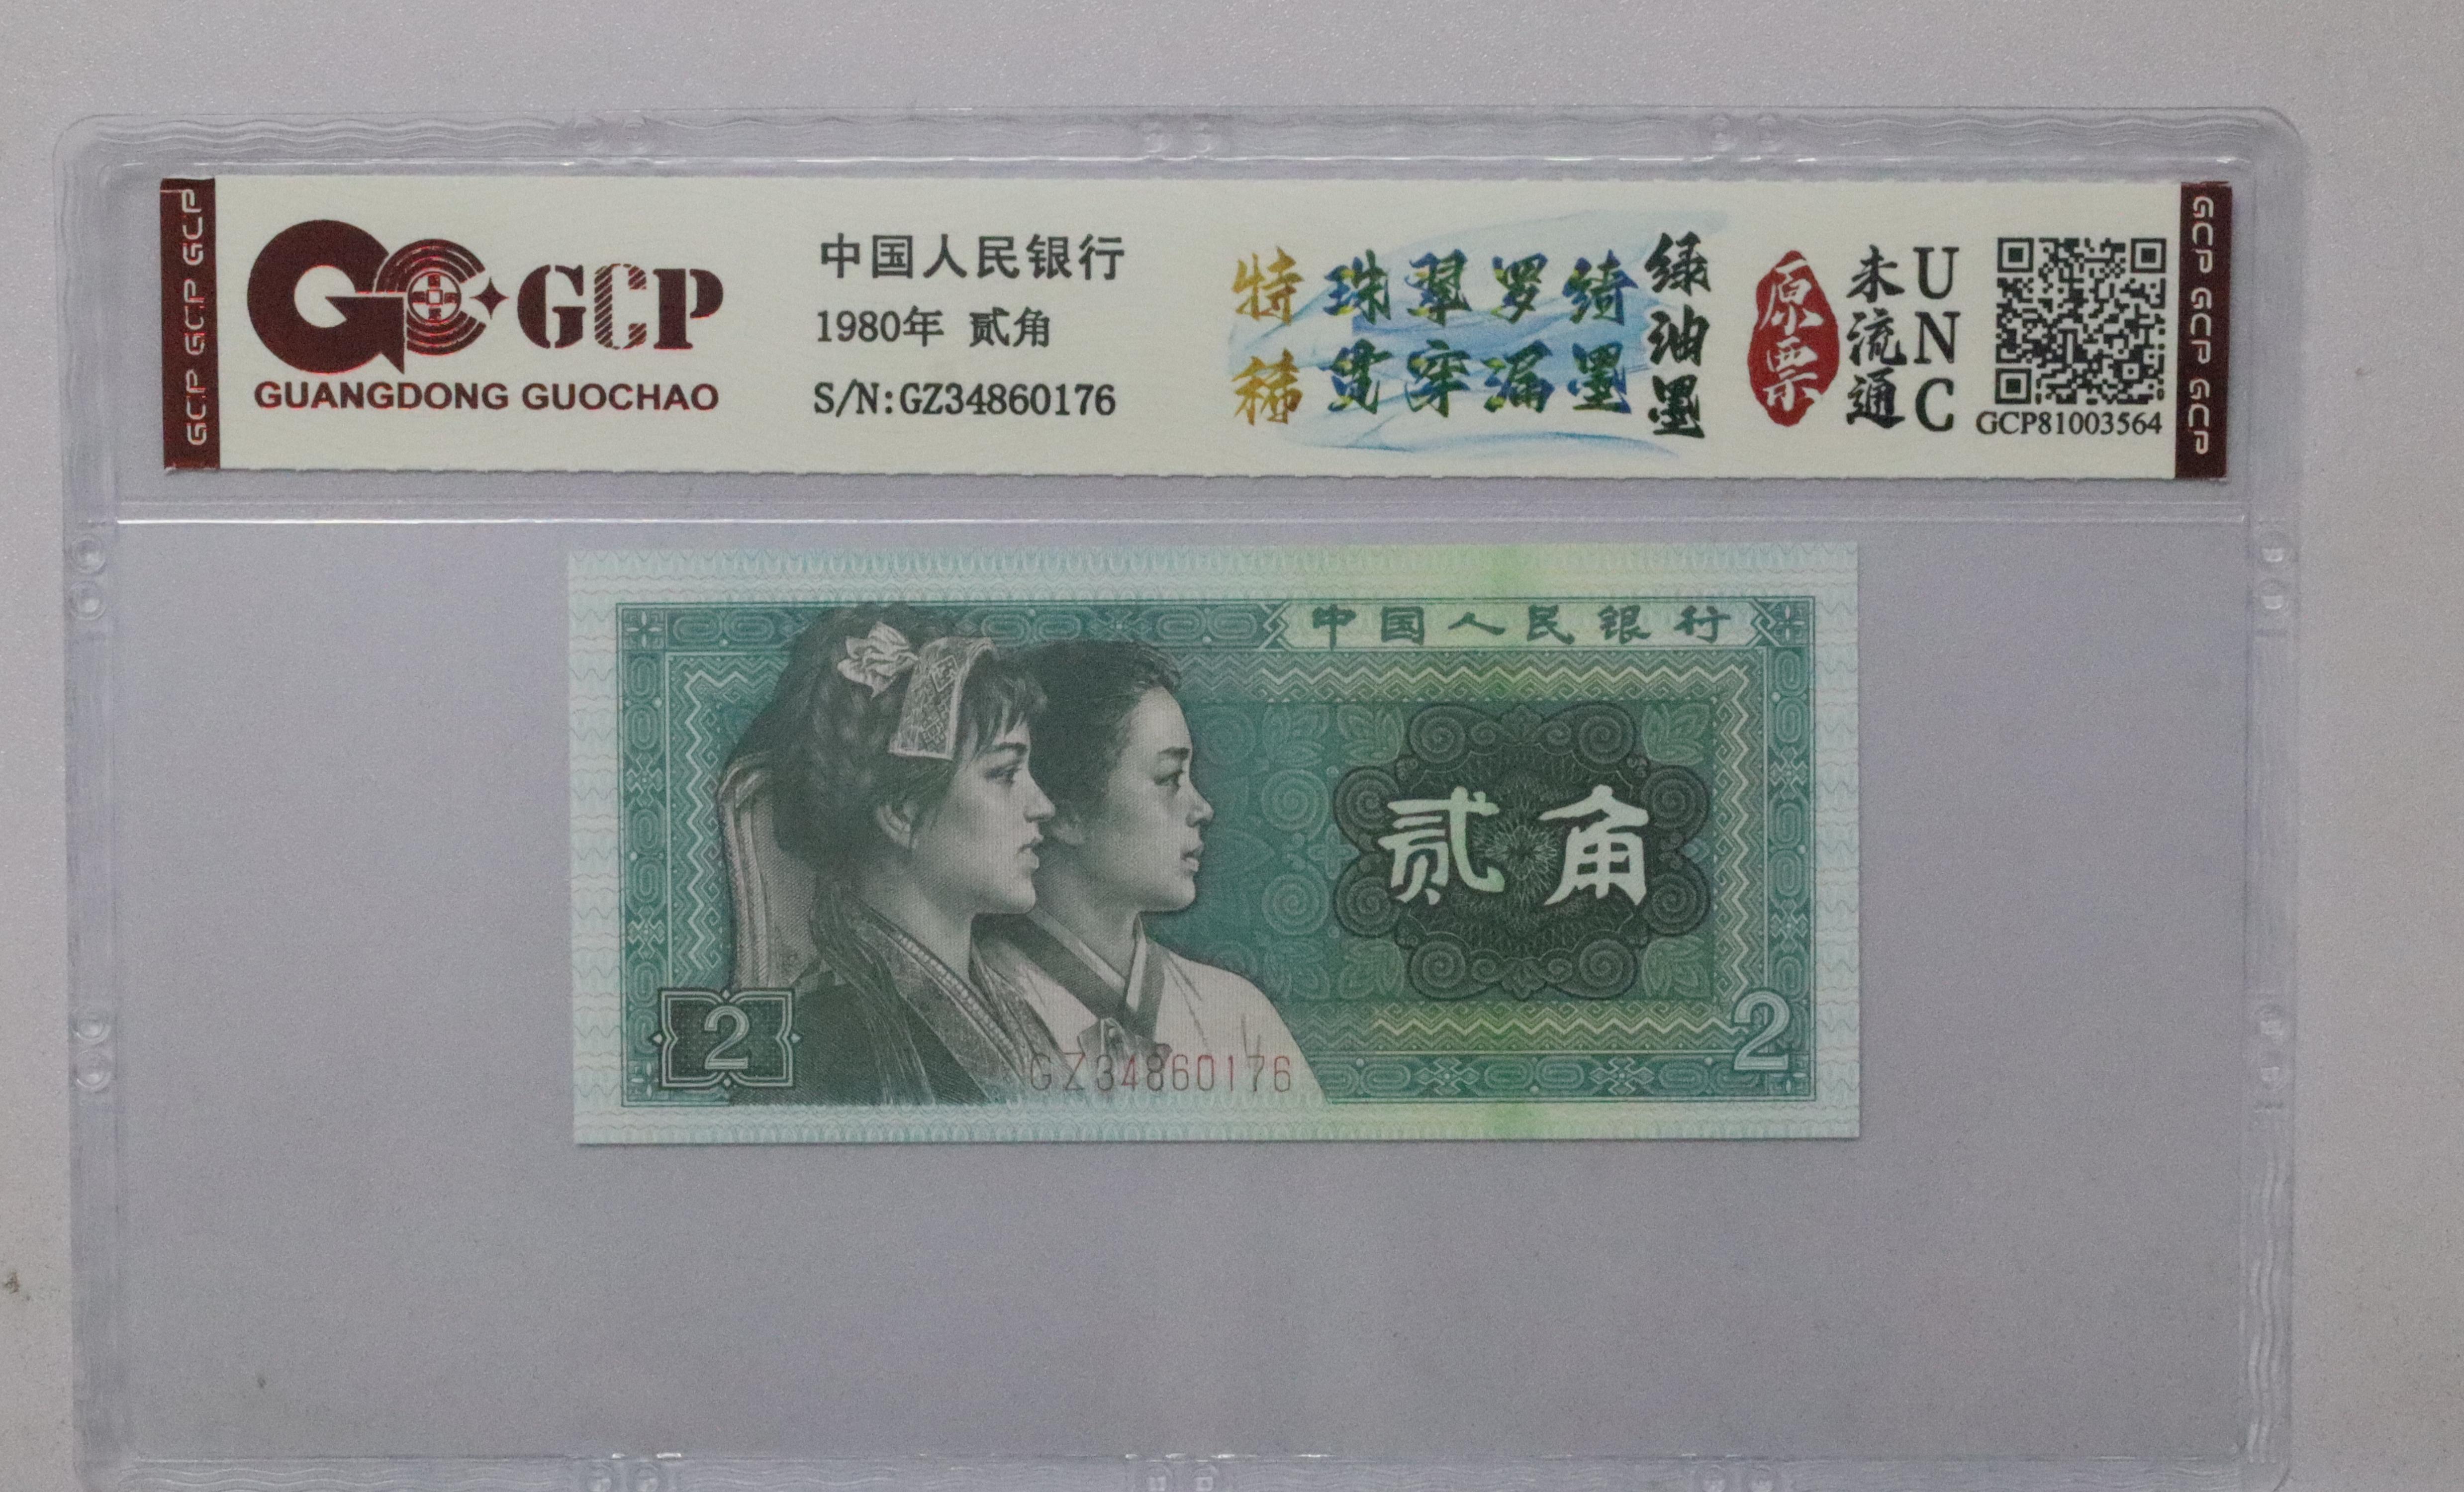 GCP GCP GCP
GCP
GUANGDONG GUOCHAO
中国人民银行
1980年 贰角
S/N:GZ34860176
特稀
珠翠罗绮
贯穿漏墨
绿油墨
原票
未流通
UNC
GCP81003564
GCP GCP GCP
中国人民银行
贰角
2
2
GZ34860176